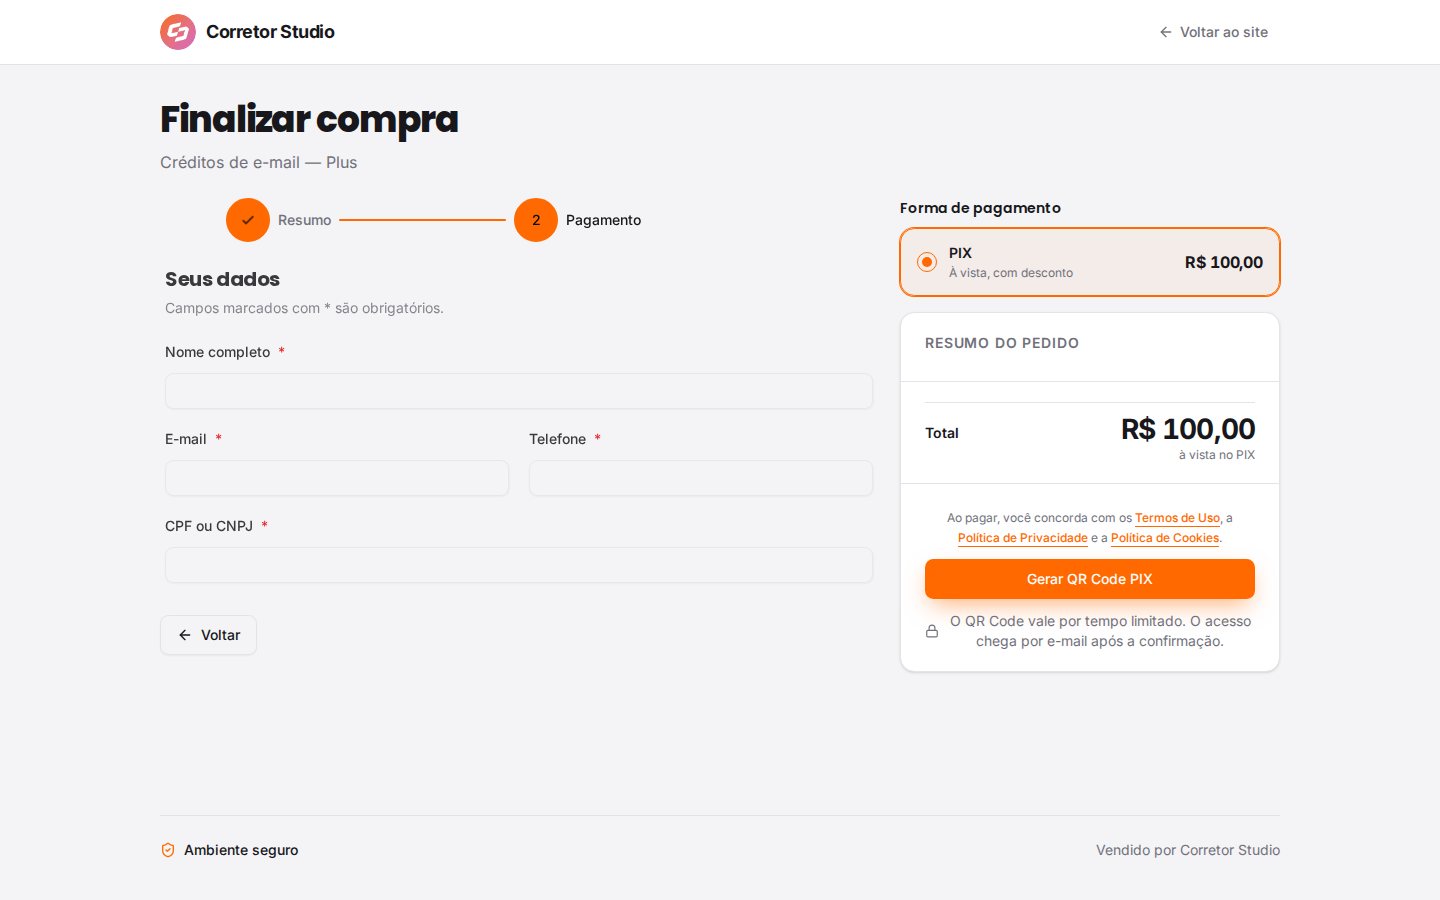 Corretor Studio
Voltar ao site
Finalizar compra
Créditos de e-mail — Plus
Resumo
2 Pagamento
Seus dados
Campos marcados com * são obrigatórios.
Nome completo *
E-mail *
Telefone *
CPF ou CNPJ *
Voltar
Forma de pagamento
PIX
À vista, com desconto
R$ 100,00
RESUMO DO PEDIDO
Total
R$ 100,00
à vista no PIX
Ao pagar, você concorda com os Termos de Uso, a
Política de Privacidade e a Política de Cookies.
Gerar QR Code PIX
O QR Code vale por tempo limitado. O acesso
chega por e-mail após a confirmação.
Ambiente seguro
Vendido por Corretor Studio